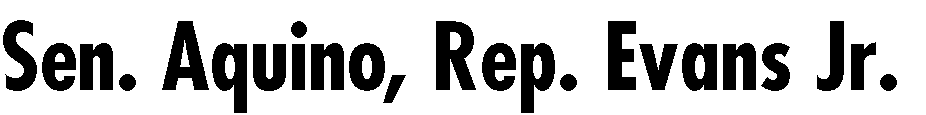 Sen. Aquino, Rep. Evans Jr.